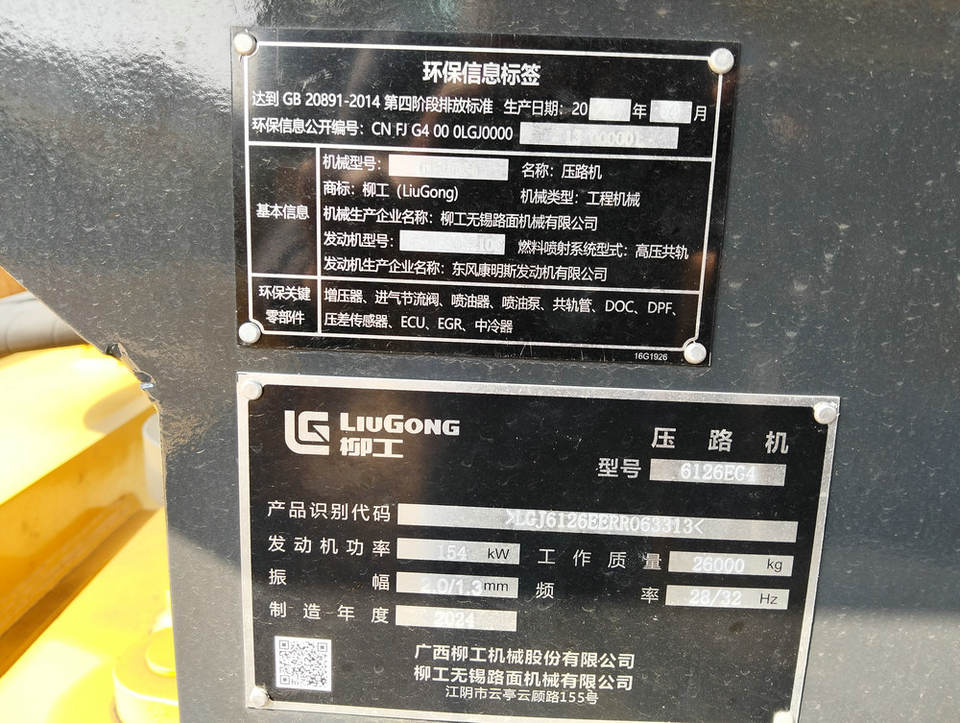 环保信息标签
达到 GB 20891-2014 第四阶段排放标准 生产日期：20 年 月
环保信息公开编号：CN FJ G4 00 0LGJ0000
基本信息
机械型号： 名称：压路机
商标：柳工 (LiuGong) 机械类型：工程机械
机械生产企业名称：柳工无锡路面机械有限公司
发动机型号： 燃料喷射系统型式：高压共轨
发动机生产企业名称：东风康明斯发动机有限公司
环保关键零部件
增压器、进气节流阀、喷油器、喷油泵、共轨管、DOC、DPF、
压差传感器、ECU、EGR、中冷器
16G1926
LG LIUGONG
柳工
压路机
型号 6126EG4
产品识别代码 >LGJ6126EERR063313<
发动机功率 154 kW 工作质量 26000 kg
振幅 2.0/1.3 mm 频率 28/32 Hz
制造年度 2024
广西柳工机械股份有限公司
柳工无锡路面机械有限公司
江阴市云亭云顾路155号